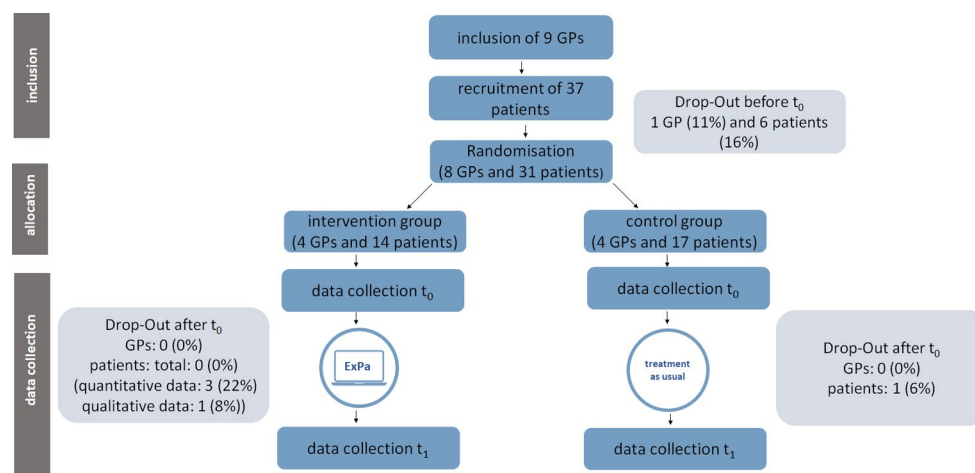 inclusion
inclusion of 9 GPs
recruitment of 37
patients
Drop-Out before t₀
1 GP (11%) and 6 patients
(16%)
Randomisation
(8 GPs and 31 patients)
allocation
intervention group
(4 GPs and 14 patients)
control group
(4 GPs and 17 patients)
data collection
data collection t₀
data collection t₀
Drop-Out after t₀
GPs: 0 (0%)
patients: total: 0 (0%)
(quantitative data: 3 (22%)
qualitative data: 1 (8%))
ExPa
treatment
as usual
Drop-Out after t₀
GPs: 0 (0%)
patients: 1 (6%)
data collection t₁
data collection t₁